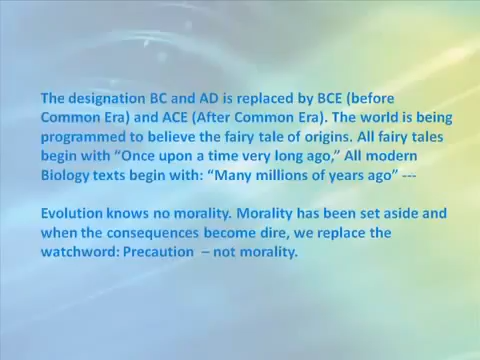 The designation BC and AD is replaced by BCE (before
Common Era) and ACE (After Common Era). The world is being
programmed to believe the fairy tale of origins. All fairy tales
begin with “Once upon a time very long ago,” All modern
Biology texts begin with: “Many millions of years ago” ---
Evolution knows no morality. Morality has been set aside and
when the consequences become dire, we replace the
watchword: Precaution – not morality.